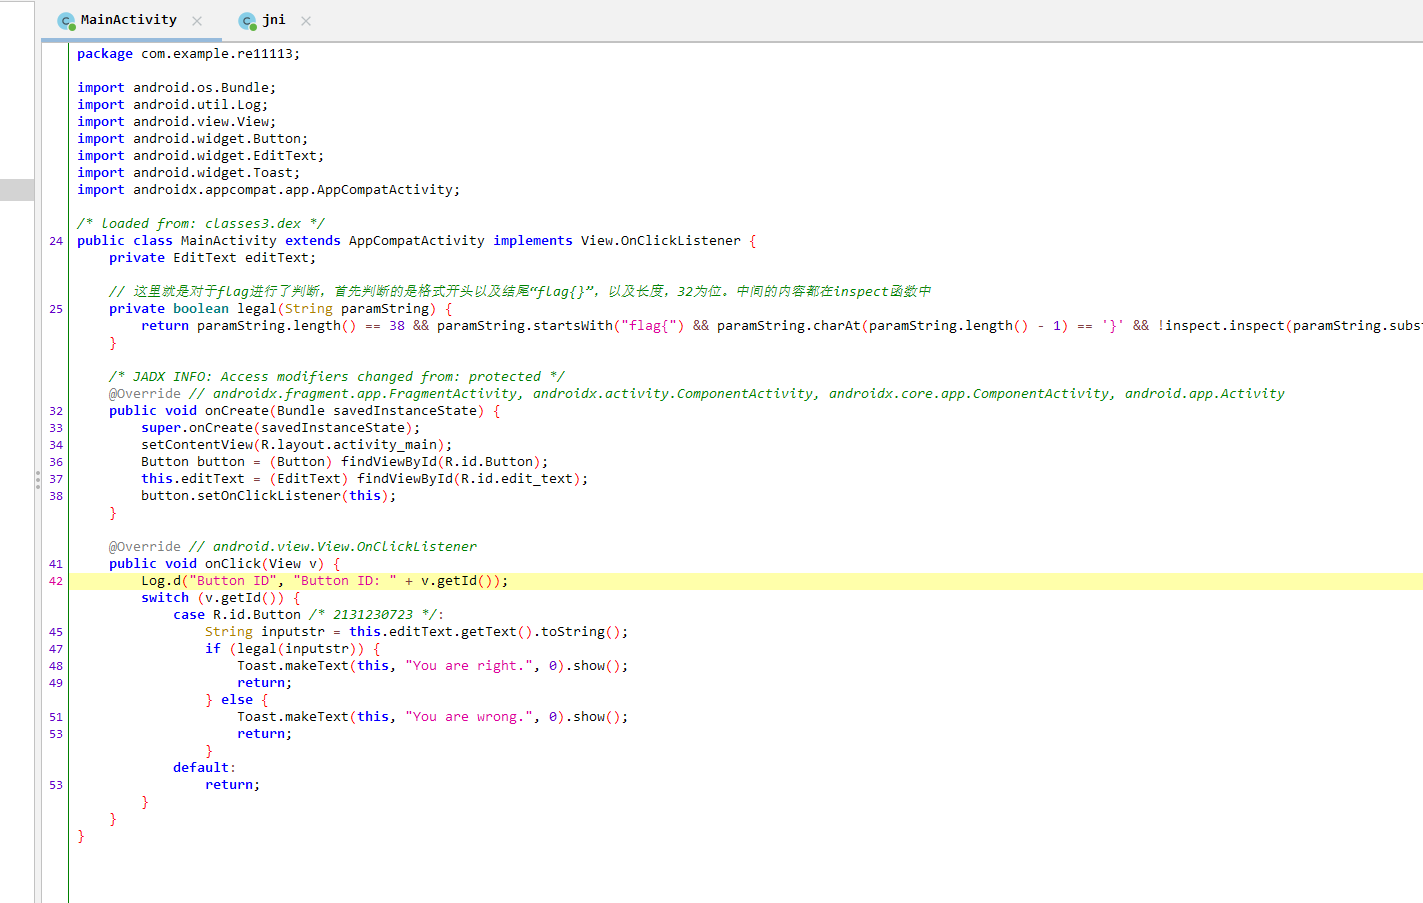 MainActivity
jni
package com.example.re11113;
import android.os.Bundle;
import android.util.Log;
import android.view.View;
import android.widget.Button;
import android.widget.EditText;
import android.widget.Toast;
import androidx.appcompat.app.AppCompatActivity;
/* loaded from: classes3.dex */
24 public class MainActivity extends AppCompatActivity implements View.OnClickListener {
private EditText editText;
// 这里就是对于flag进行了判断，首先判断的是格式开头以及结尾“flag{}”，以及长度，32为位。中间的内容都在inspect函数中
25 private boolean legal(String paramString) {
return paramString.length() == 38 && paramString.startsWith("flag{") && paramString.charAt(paramString.length() - 1) == '}' && !inspect.inspect(paramString.subst
}
/* JADX INFO: Access modifiers changed from: protected */
@Override // androidx.fragment.app.FragmentActivity, androidx.activity.ComponentActivity, androidx.core.app.ComponentActivity, android.app.Activity
32 public void onCreate(Bundle savedInstanceState) {
33 super.onCreate(savedInstanceState);
34 setContentView(R.layout.activity_main);
36 Button button = (Button) findViewById(R.id.Button);
37 this.editText = (EditText) findViewById(R.id.edit_text);
38 button.setOnClickListener(this);
}
@Override // android.view.View.OnClickListener
41 public void onClick(View v) {
42 Log.d("Button ID", "Button ID: " + v.getId());
switch (v.getId()) {
case R.id.Button /* 2131230723 */:
45 String inputstr = this.editText.getText().toString();
47 if (legal(inputstr)) {
48 Toast.makeText(this, "You are right.", 0).show();
49 return;
} else {
51 Toast.makeText(this, "You are wrong.", 0).show();
53 return;
}
default:
53 return;
}
}
}